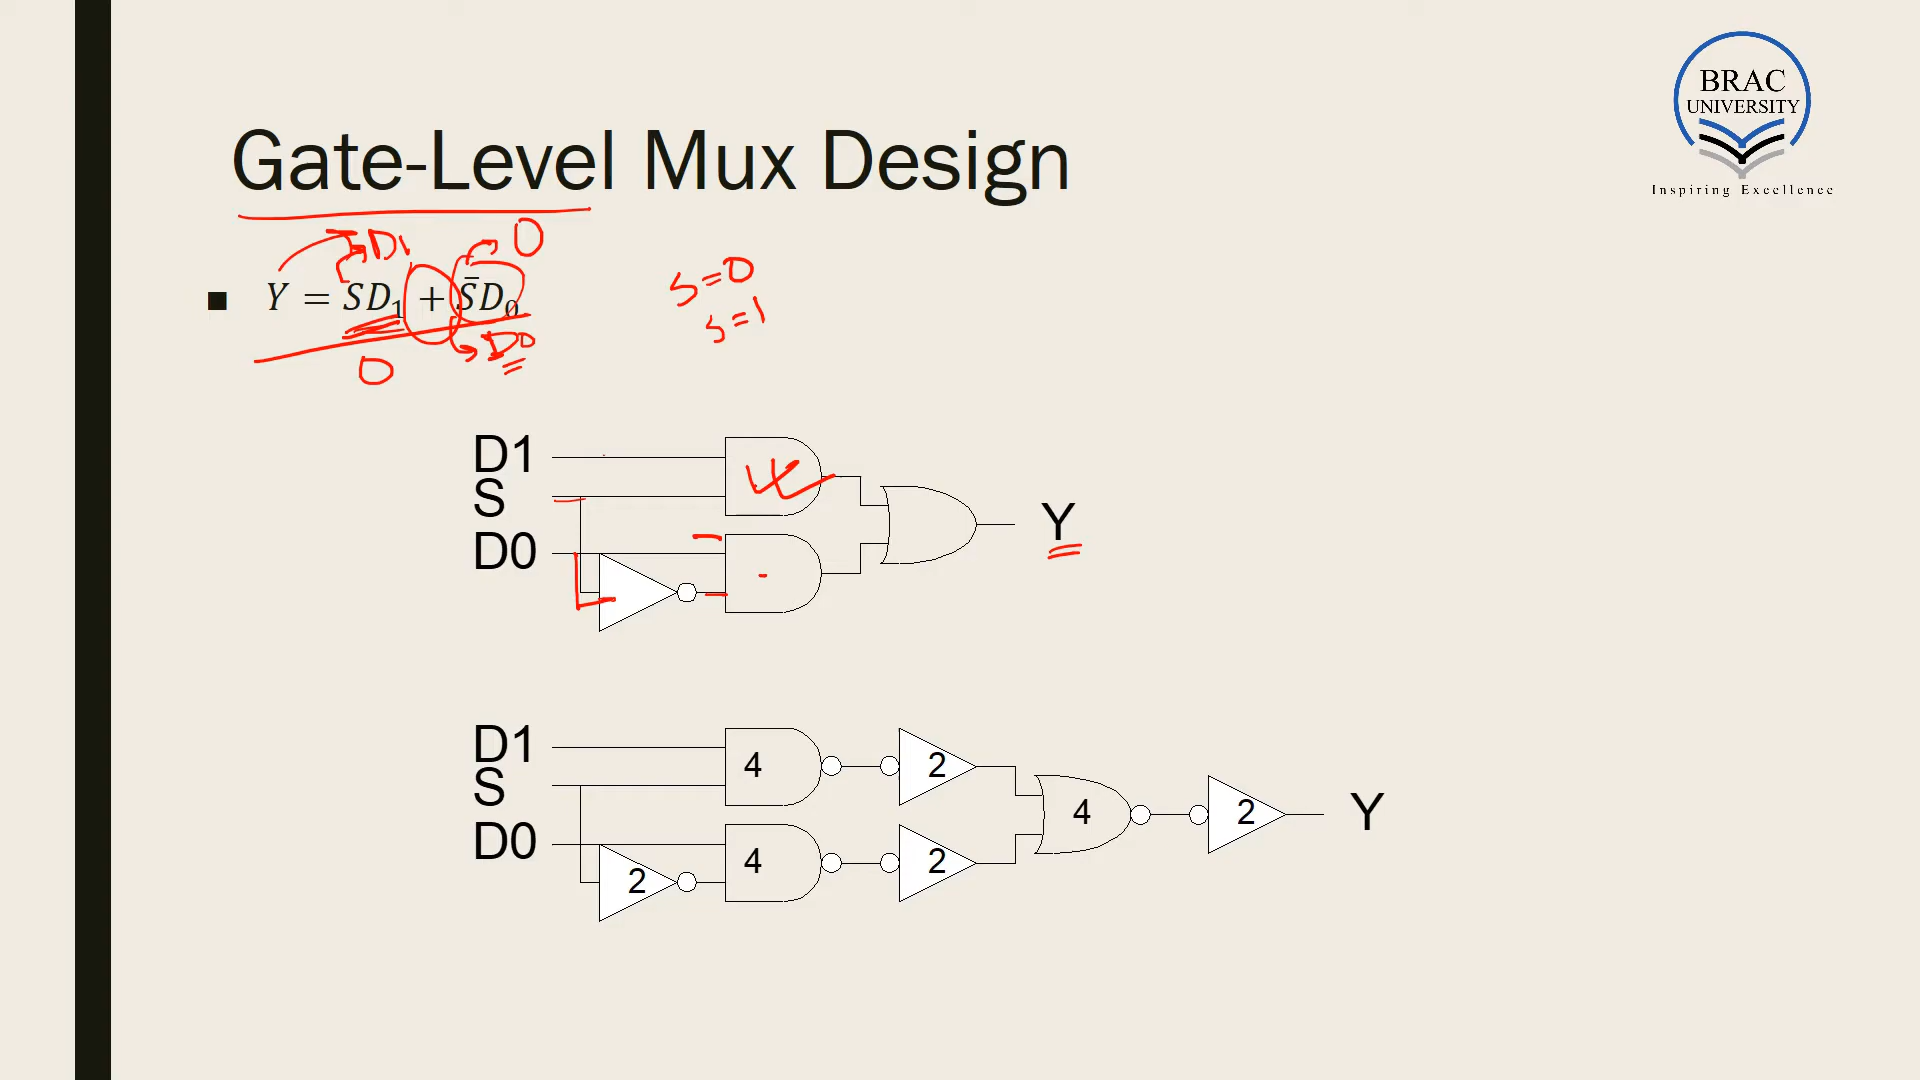 BRAC
UNIVERSITY
Inspiring Excellence
Gate-Level Mux Design
D1
0
■ Y = SD₁ + S̄D₀
D0
0
S=0
S=1
D1
S
D0
Y
D1
S
D0
4
2
4
2
2
4
2
Y